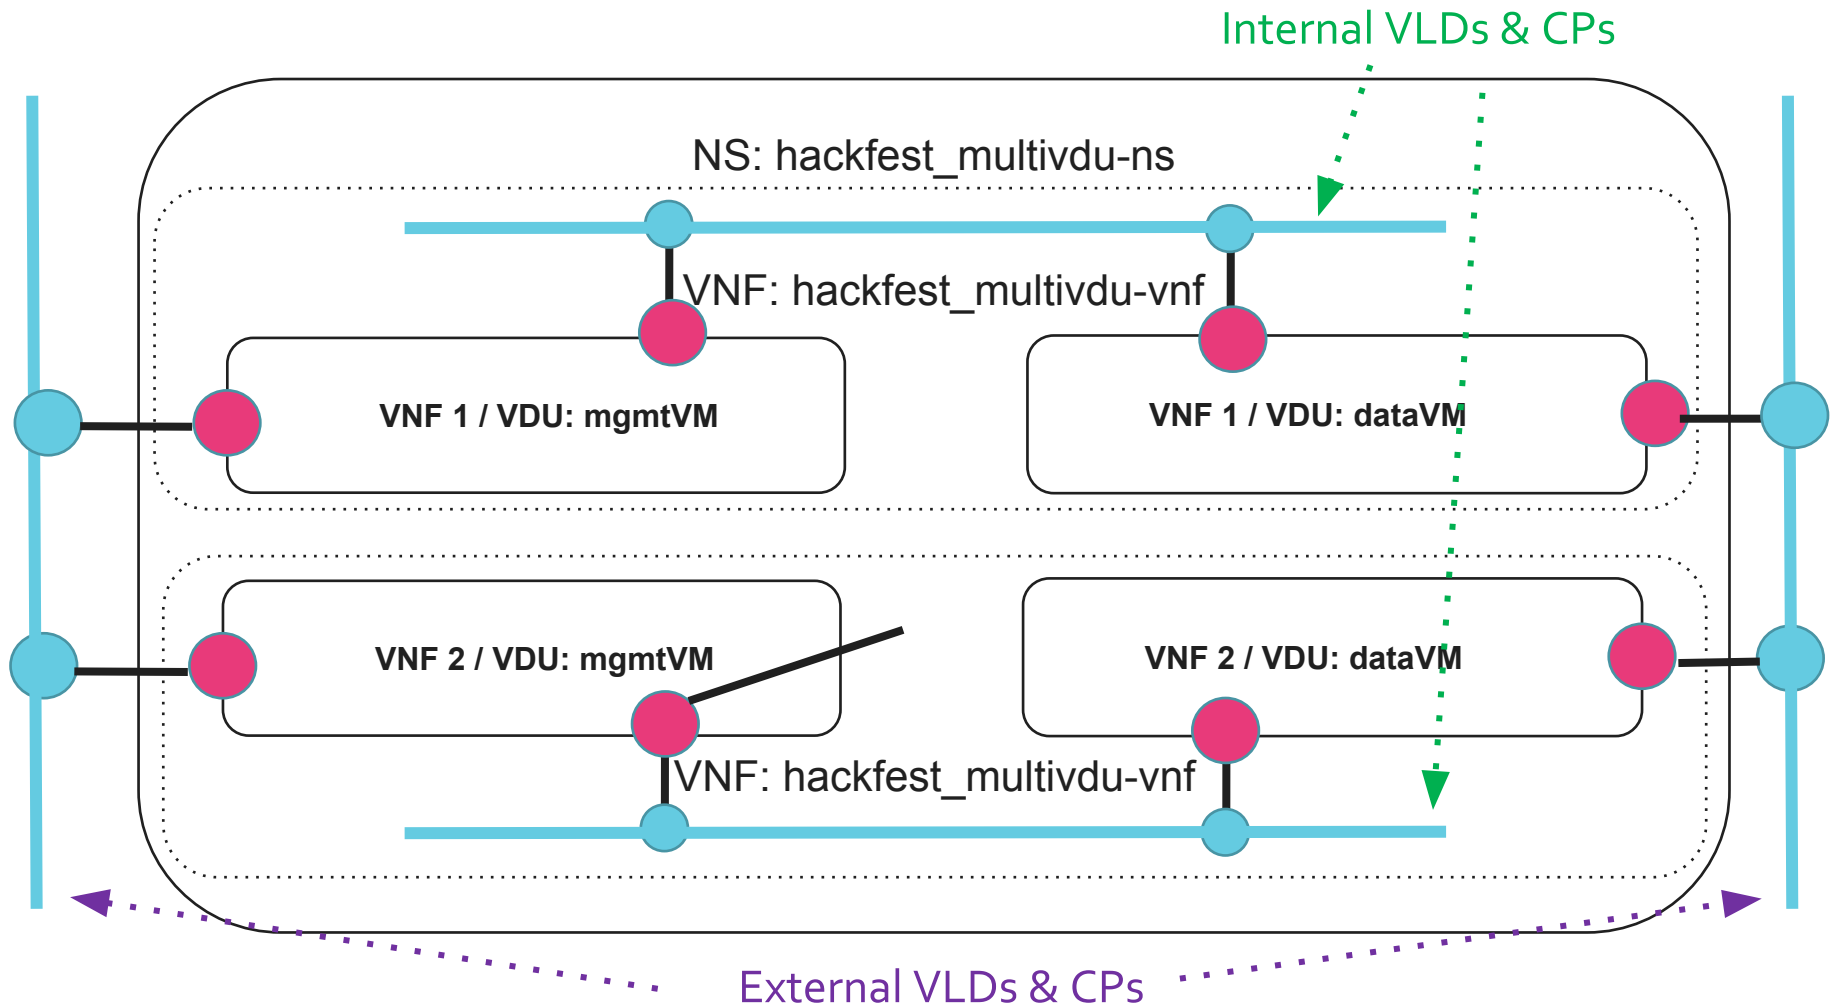 Internal VLDs & CPs
NS: hackfest_multivdu-ns
VNF: hackfest_multivdu-vnf
VNF 1 / VDU: mgmtVM
VNF 1 / VDU: dataVM
VNF 2 / VDU: mgmtVM
VNF 2 / VDU: dataVM
VNF: hackfest_multivdu-vnf
External VLDs & CPs